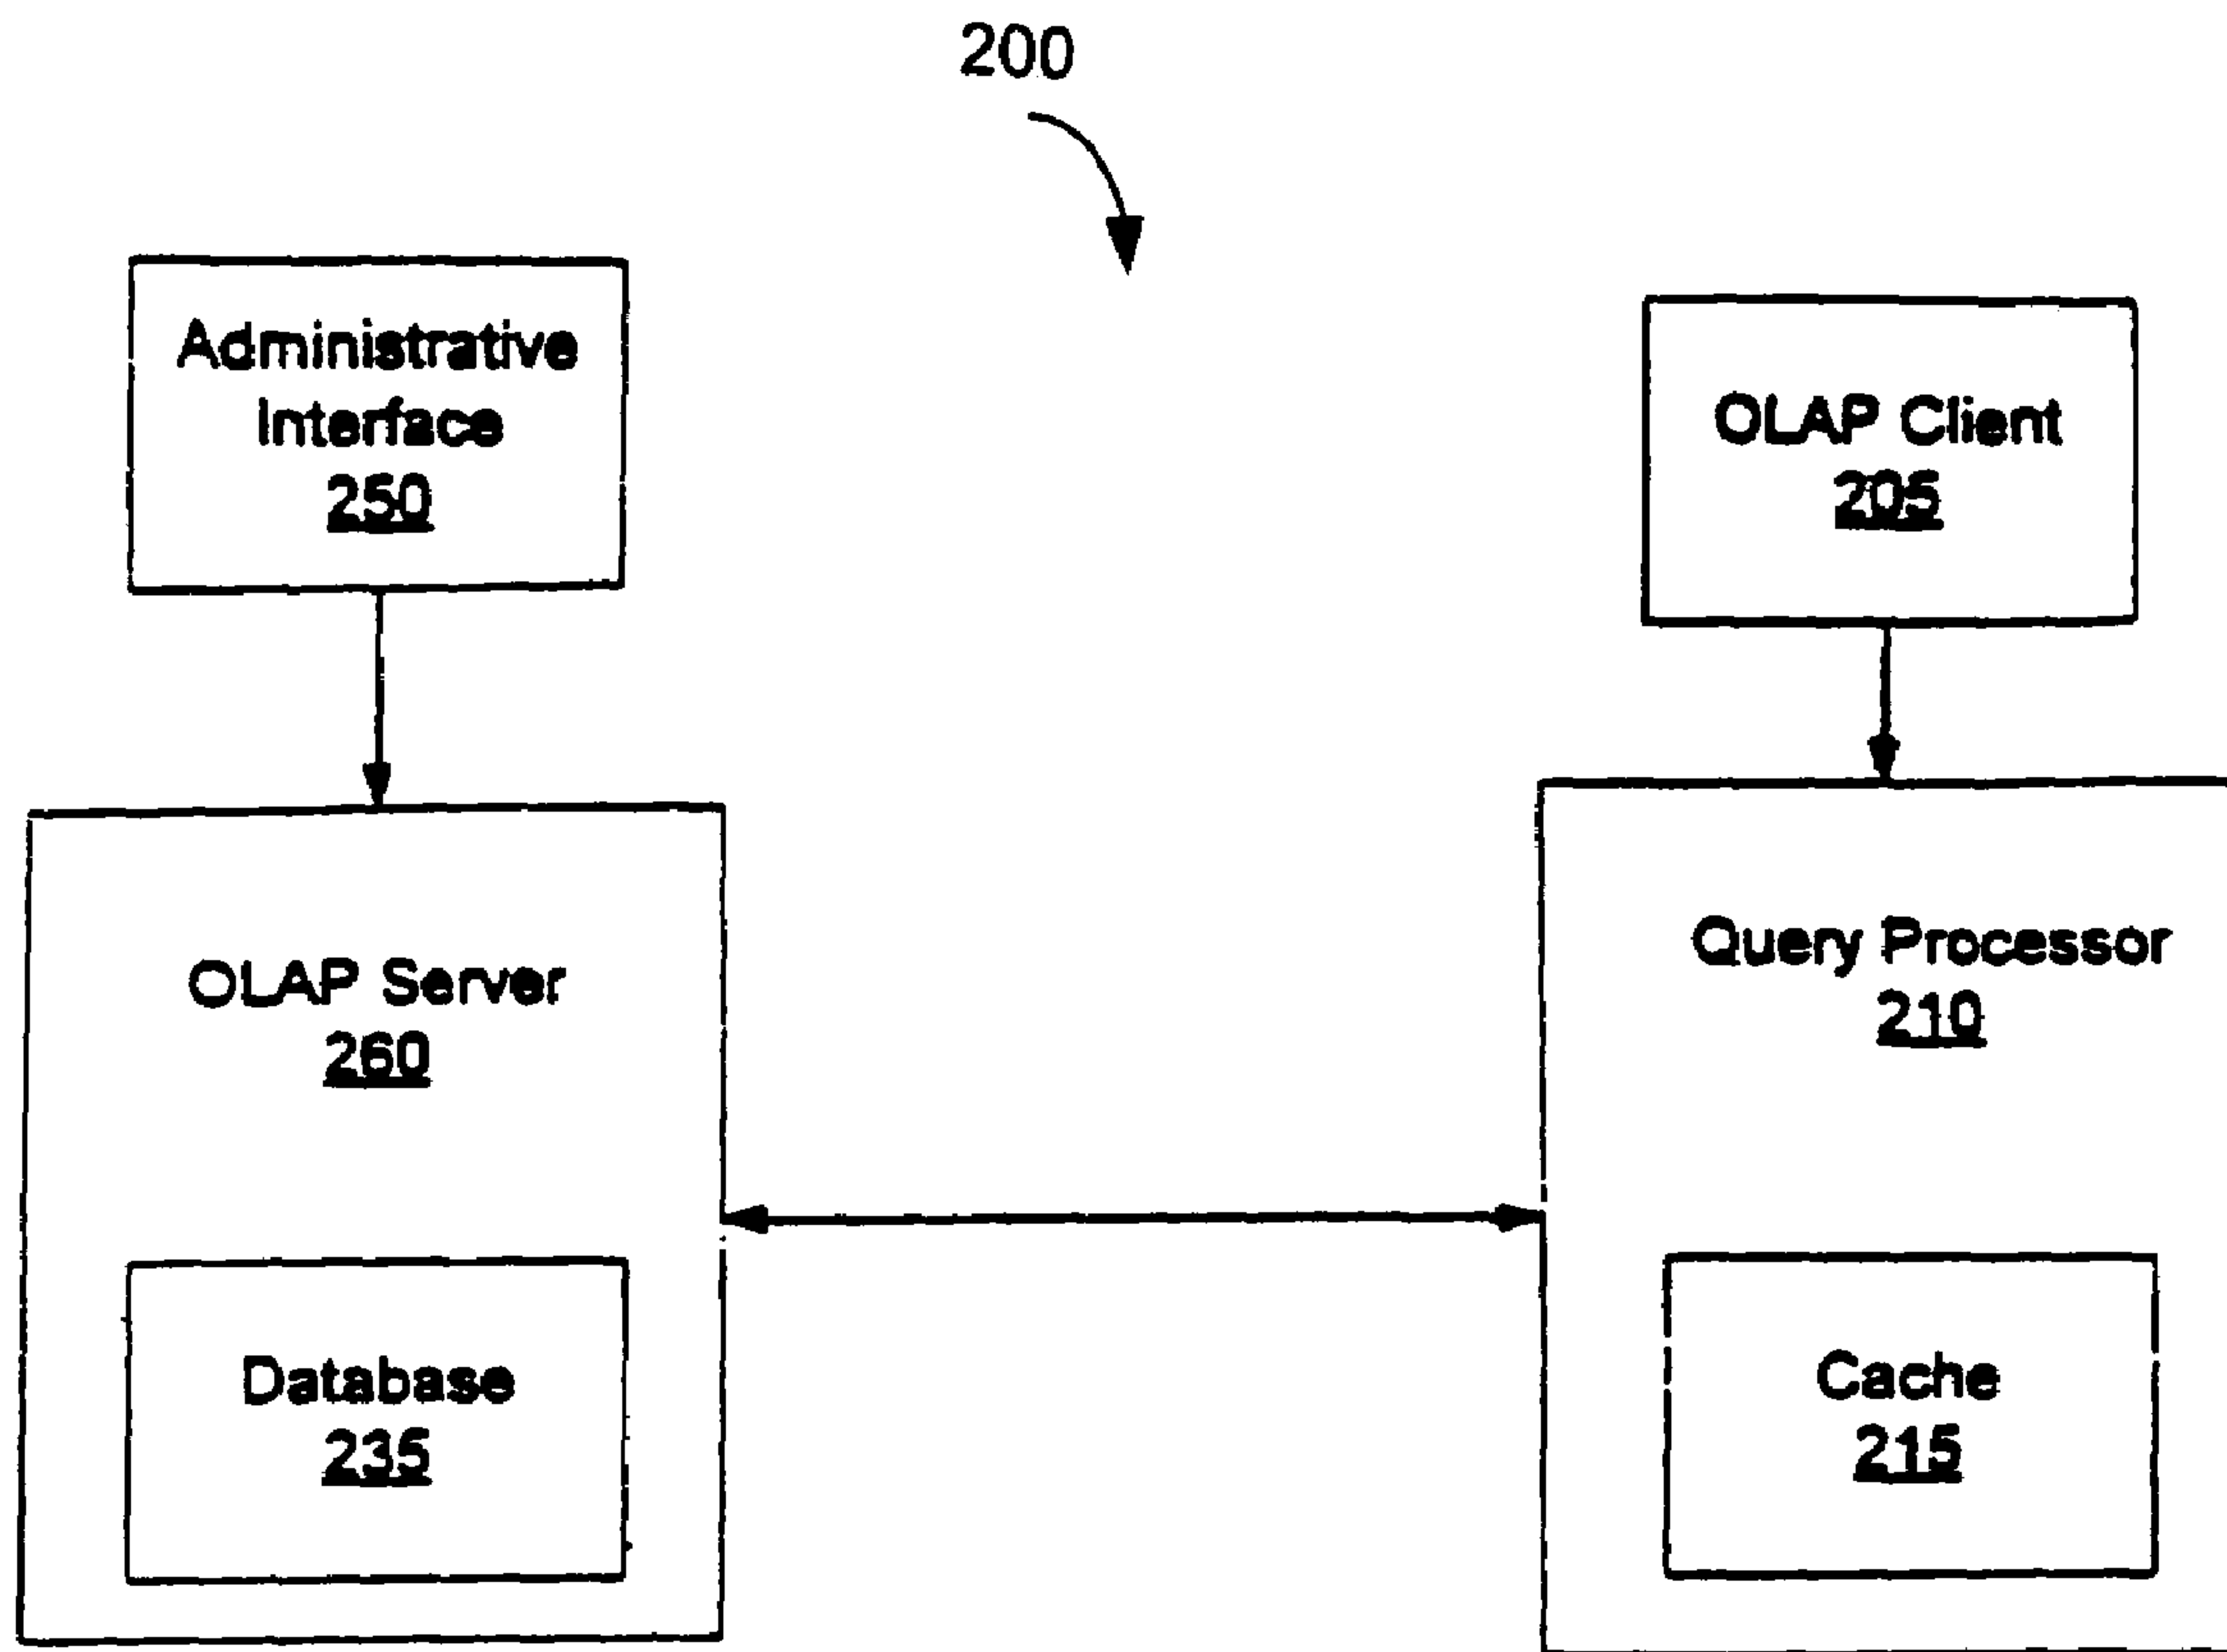 200
Administrative
Interface
250
OLAP Client
205
OLAP Server
260
Query Processor
210
Database
235
Cache
215